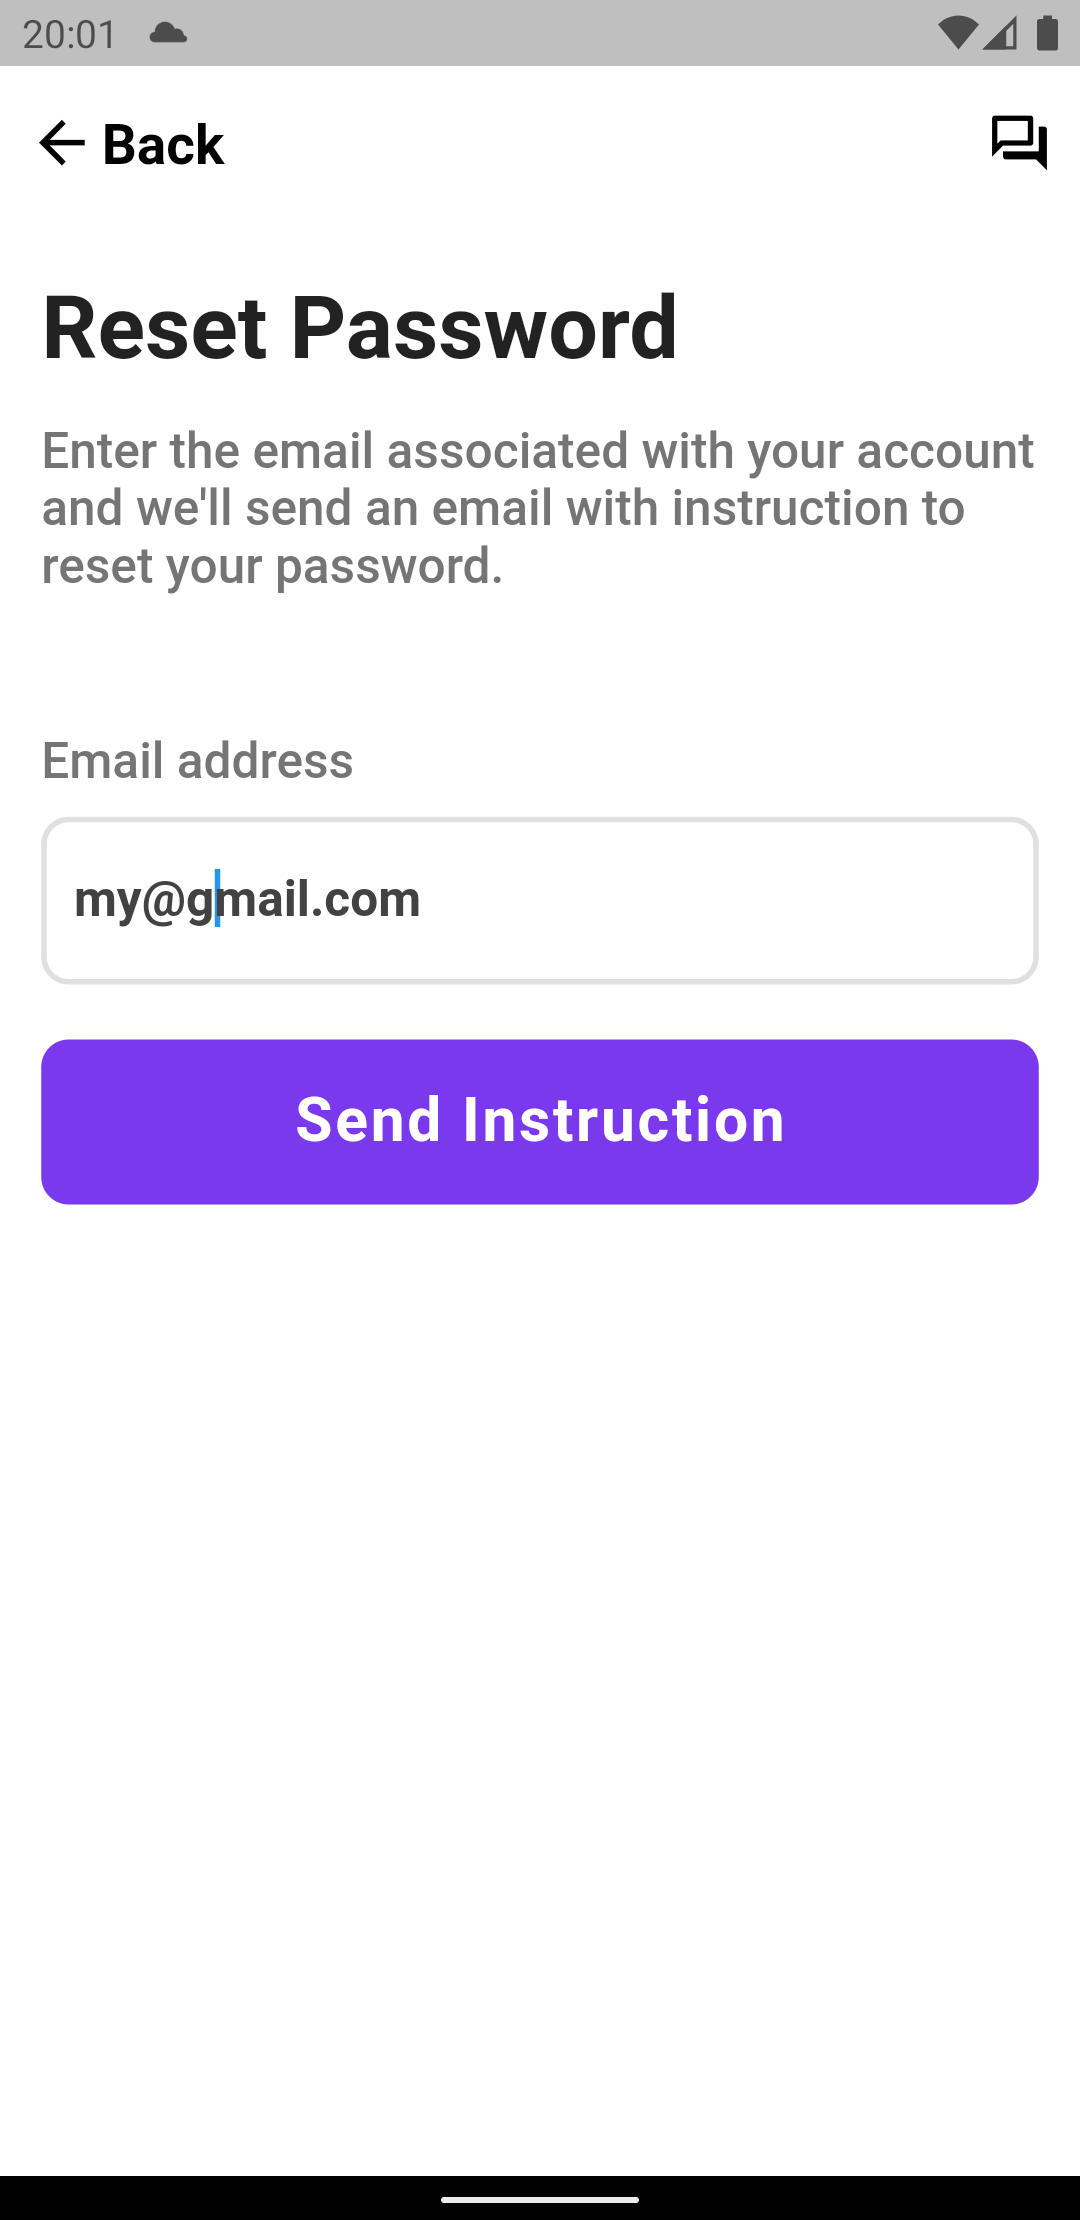 20:01
Back
Reset Password
Enter the email associated with your account
and we'll send an email with instruction to
reset your password.
Email address
my@gmail.com
Send Instruction